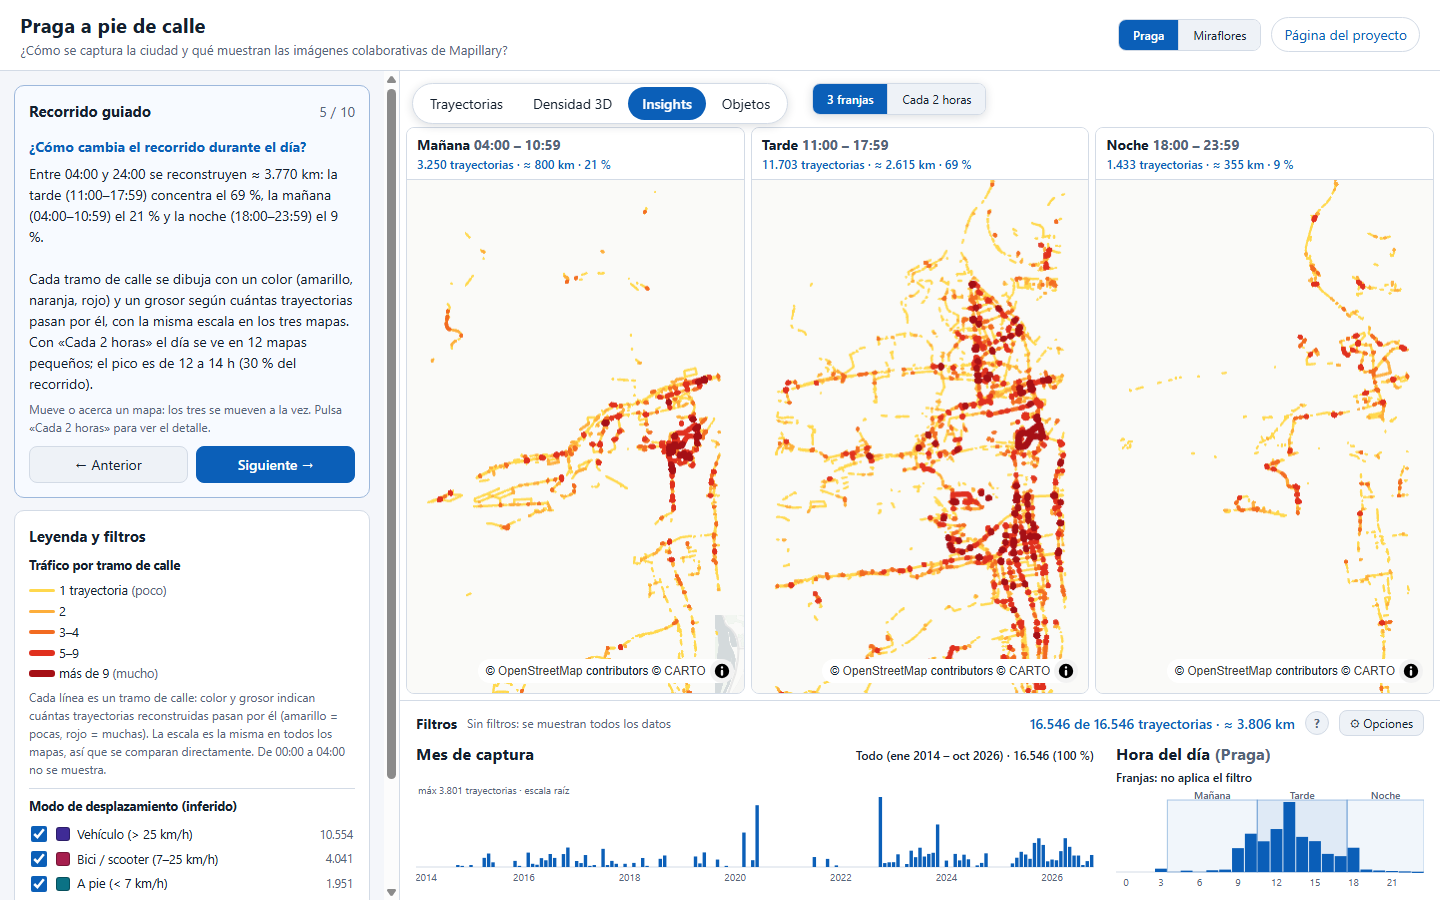 Praga a pie de calle
¿Cómo se captura la ciudad y qué muestran las imágenes colaborativas de Mapillary?
Praga
Miraflores
Página del proyecto
Recorrido guiado
5 / 10
¿Cómo cambia el recorrido durante el día?
Entre 04:00 y 24:00 se reconstruyen ≈ 3.770 km: la
tarde (11:00–17:59) concentra el 69 %, la mañana
(04:00–10:59) el 21 % y la noche (18:00–23:59) el 9
%.
Cada tramo de calle se dibuja con un color (amarillo,
naranja, rojo) y un grosor según cuántas trayectorias
pasan por él, con la misma escala en los tres mapas.
Con «Cada 2 horas» el día se ve en 12 mapas
pequeños; el pico es de 12 a 14 h (30 % del
recorrido).
Mueve o acerca un mapa: los tres se mueven a la vez. Pulsa
«Cada 2 horas» para ver el detalle.
← Anterior
Siguiente →
Leyenda y filtros
Tráfico por tramo de calle
1 trayectoria (poco)
2
3–4
5–9
más de 9 (mucho)
Cada línea es un tramo de calle: color y grosor indican
cuántas trayectorias reconstruidas pasan por él (amarillo =
pocas, rojo = muchas). La escala es la misma en todos los
mapas, así que se comparan directamente. De 00:00 a 04:00
no se muestra.
Modo de desplazamiento (inferido)
Vehículo (> 25 km/h) 10.554
Bici / scooter (7–25 km/h) 4.041
A pie (< 7 km/h) 1.951
Trayectorias
Densidad 3D
Insights
Objetos
3 franjas
Cada 2 horas
Mañana 04:00 – 10:59
3.250 trayectorias · ≈ 800 km · 21 %
© OpenStreetMap contributors © CARTO
Tarde 11:00 – 17:59
11.703 trayectorias · ≈ 2.615 km · 69 %
© OpenStreetMap contributors © CARTO
Noche 18:00 – 23:59
1.433 trayectorias · ≈ 355 km · 9 %
© OpenStreetMap contributors © CARTO
Filtros Sin filtros: se muestran todos los datos
16.546 de 16.546 trayectorias · ≈ 3.806 km
?
⚙ Opciones
Mes de captura
Todo (ene 2014 – oct 2026) · 16.546 (100 %)
máx 3.801 trayectorias · escala raíz
2014 2016 2018 2020 2022 2024 2026
Hora del día (Praga)
Franjas: no aplica el filtro
Mañana Tarde Noche
0 3 6 9 12 15 18 21